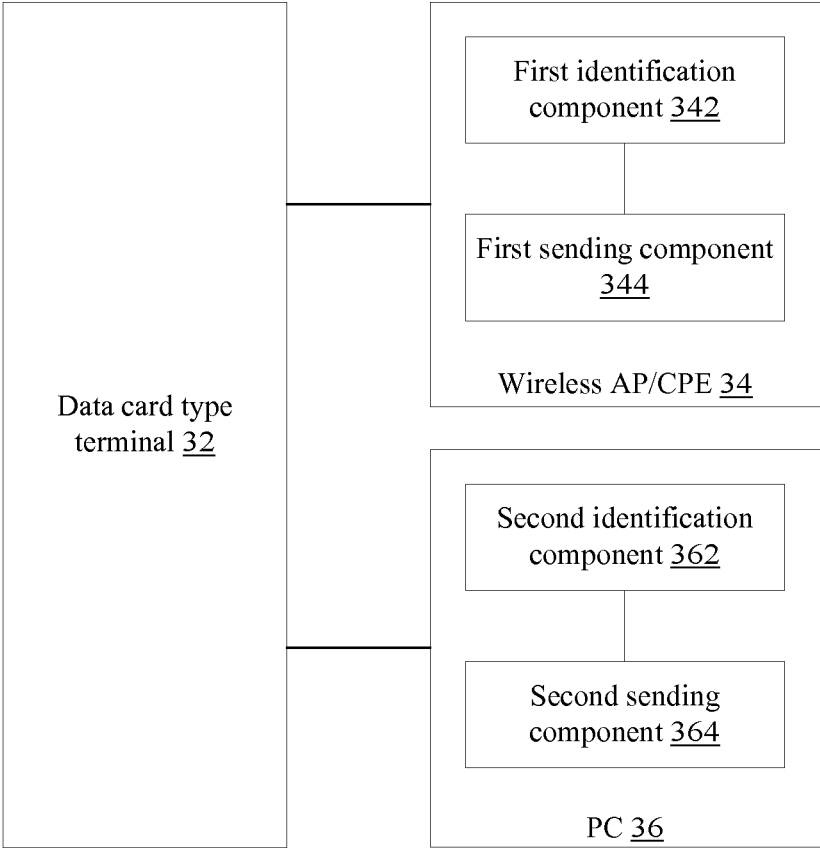 Data card type
terminal 32
First identification
component 342
First sending component
344
Wireless AP/CPE 34
Second identification
component 362
Second sending
component 364
PC 36